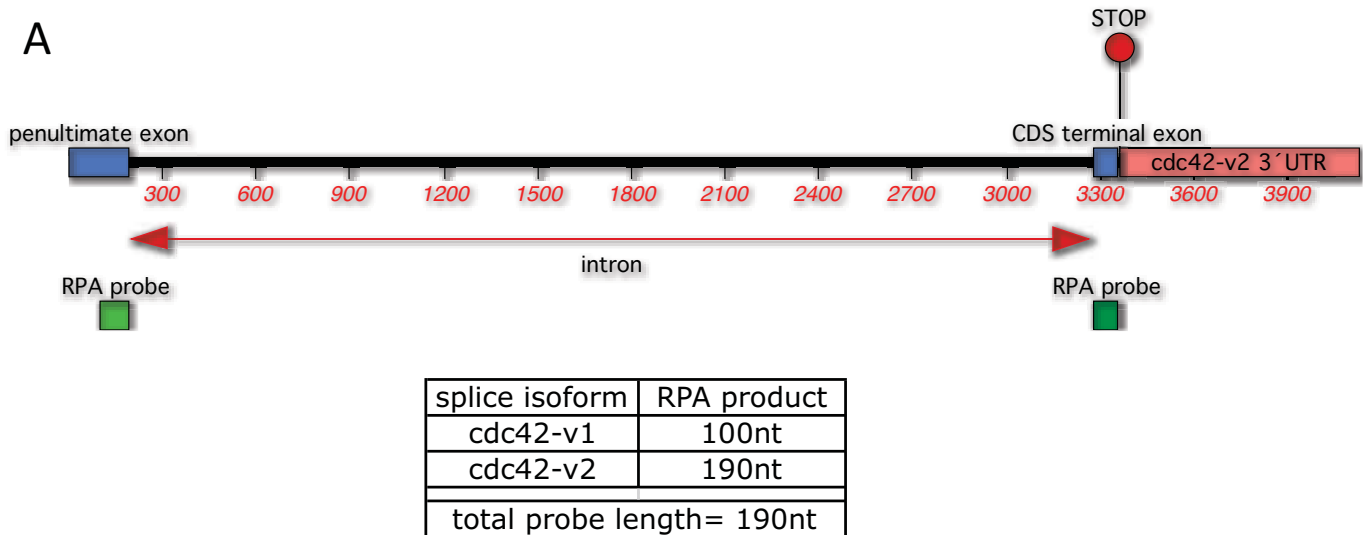 A
STOP
penultimate exon
CDS terminal exon
cdc42-v2 3´UTR
300 600 900 1200 1500 1800 2100 2400 2700 3000 3300 3600 3900
intron
RPA probe RPA probe
splice isoform RPA product
cdc42-v1 100nt
cdc42-v2 190nt
total probe length= 190nt